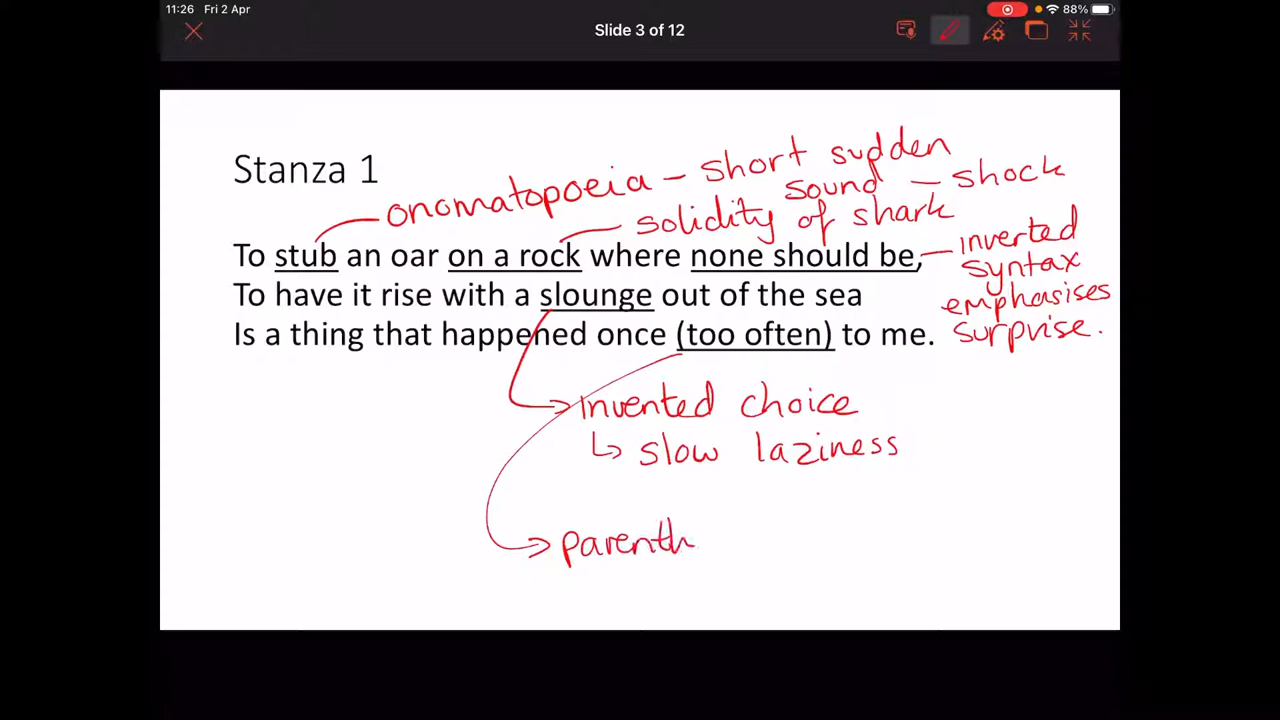 11:26 Fri 2 Apr
88%
Slide 3 of 12
Stanza 1
onomatopoeia – short sudden
sound – shock
solidity of shark
To stub an oar on a rock where none should be,
– inverted
syntax
emphasises
surprise.
To have it rise with a slounge out of the sea
Is a thing that happened once (too often) to me.
invented choice
↳ slow laziness
parenth